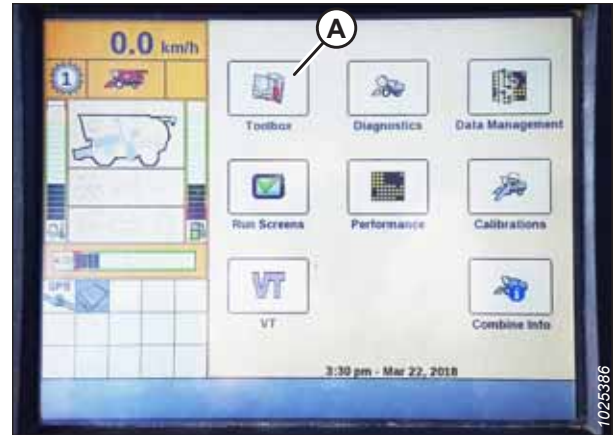 A
0.0 km/h
1
Toolbox
Diagnostics
Data Management
Run Screens
Performance
Calibrations
GPS
VT
VT
Combine Info
3:30 pm - Mar 22, 2018
1025386